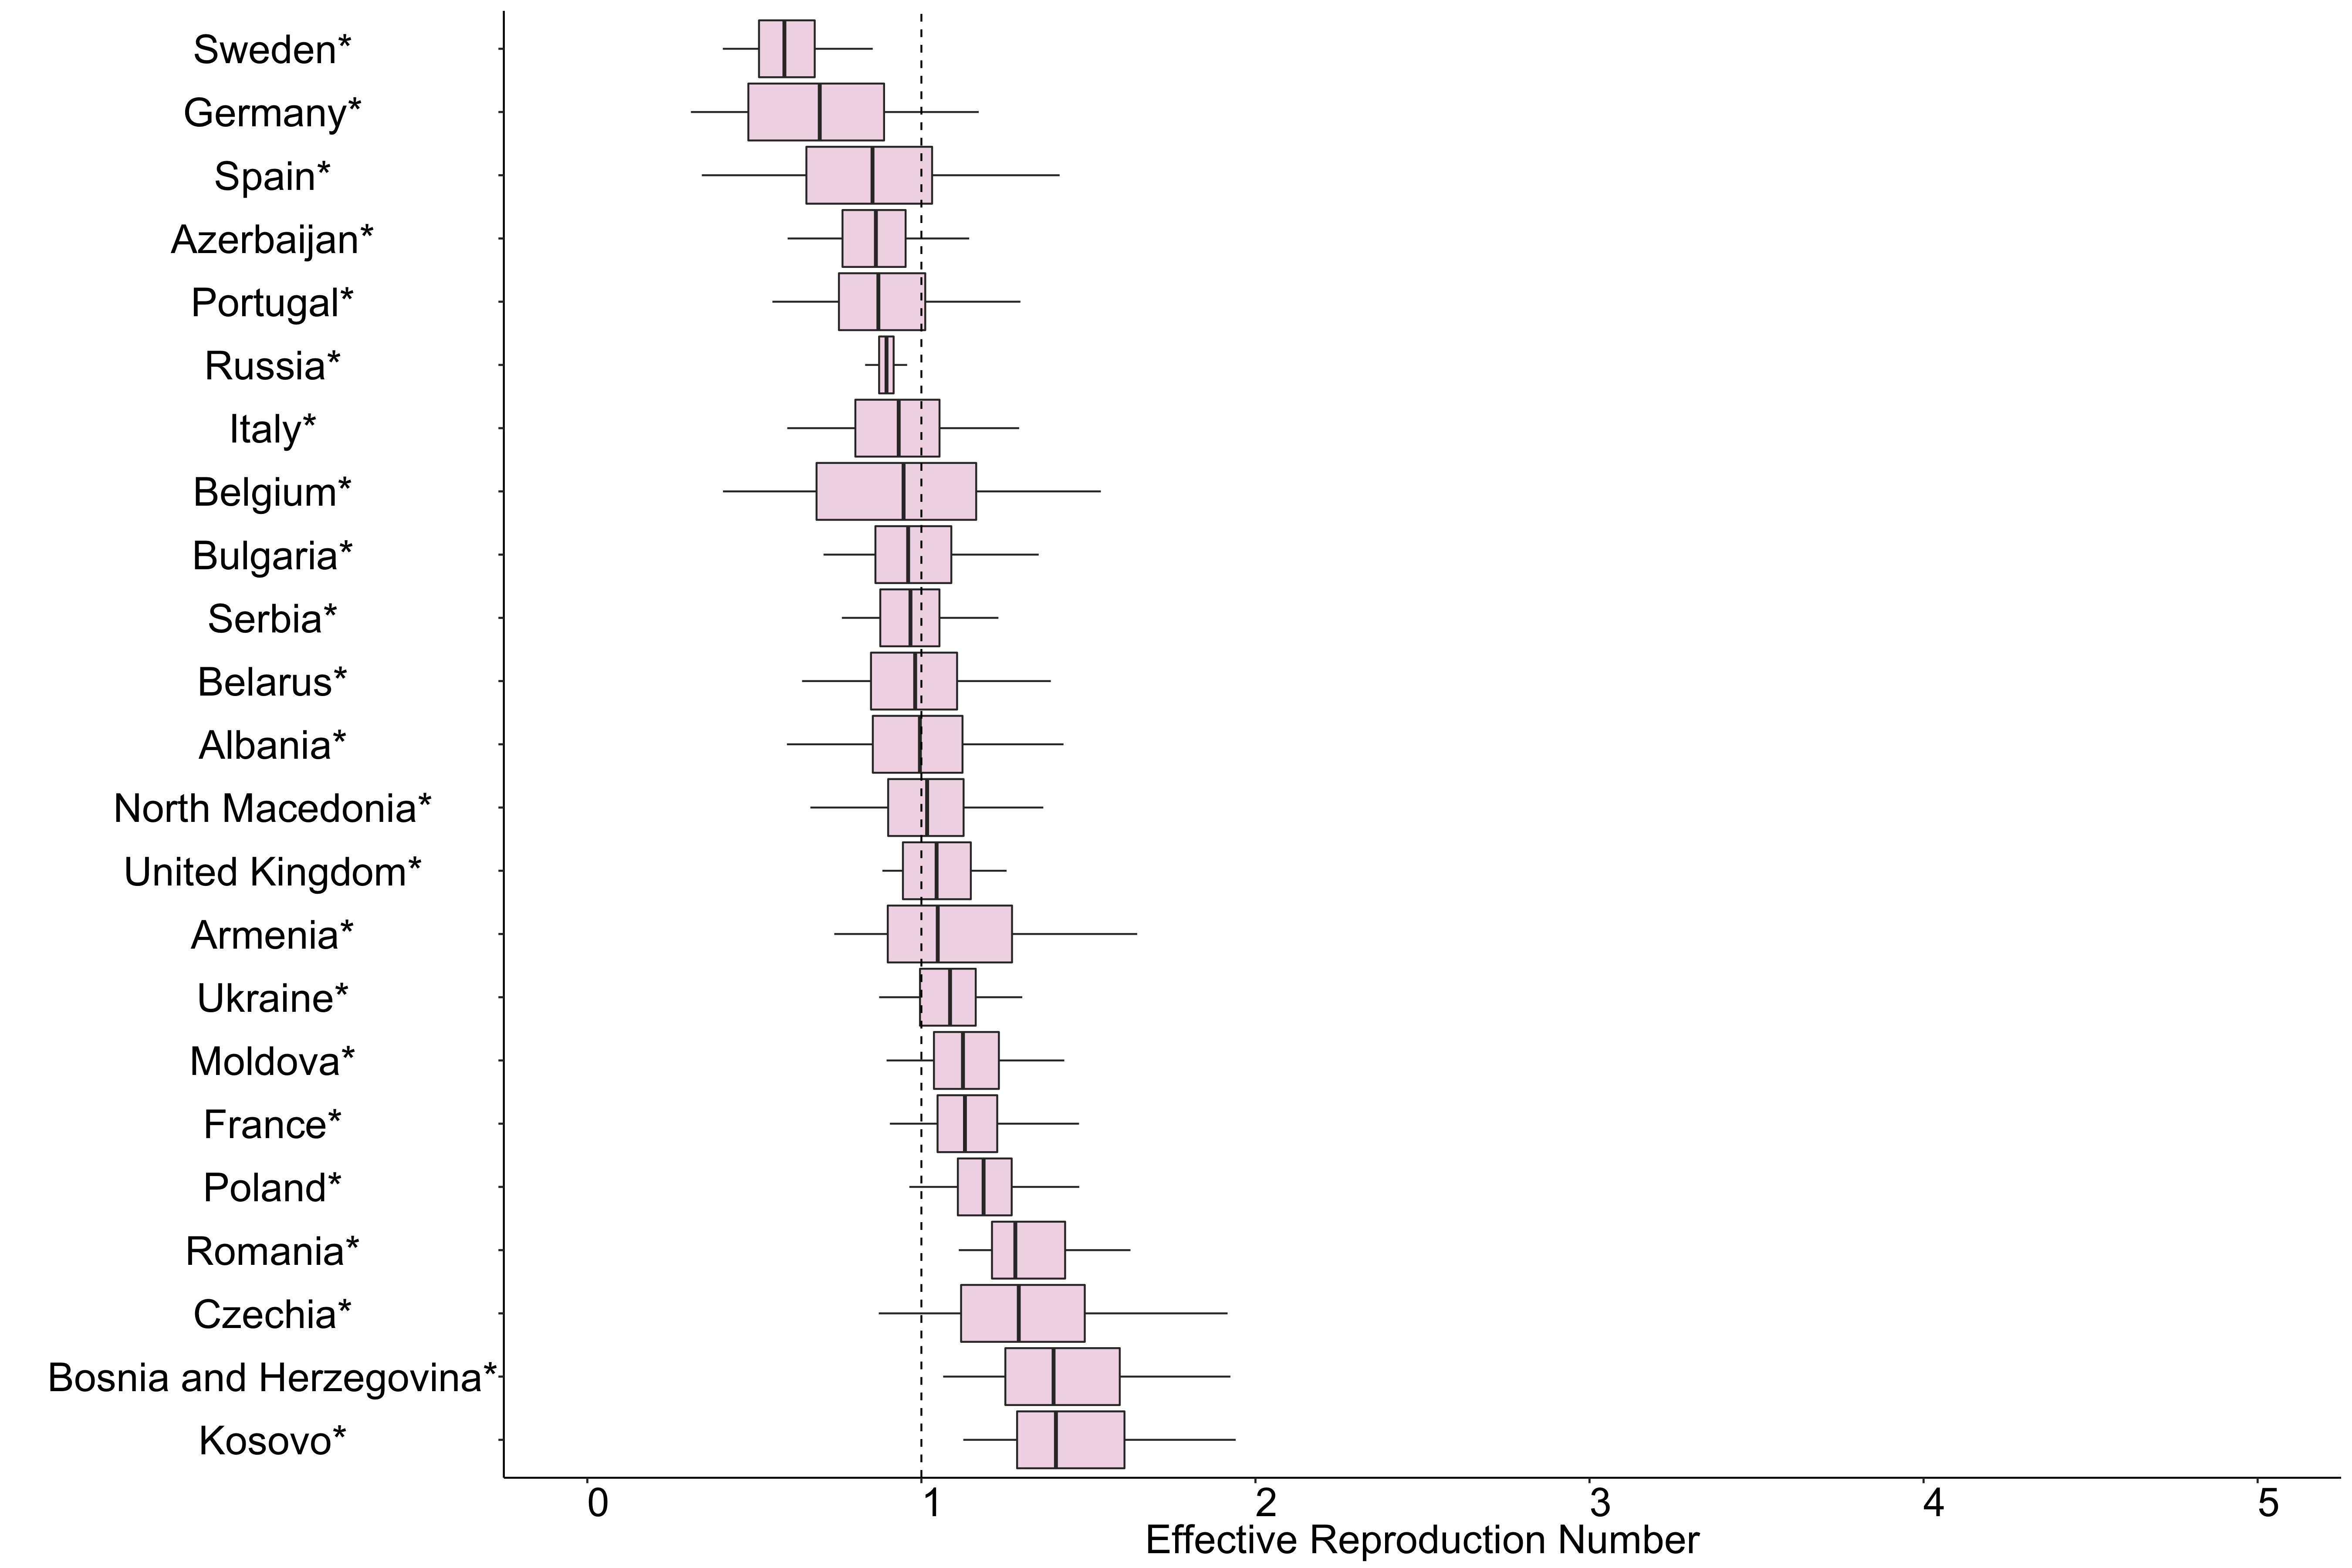 Sweden*
Germany*
Spain*
Azerbaijan*
Portugal*
Russia*
Italy*
Belgium*
Bulgaria*
Serbia*
Belarus*
Albania*
North Macedonia*
United Kingdom*
Armenia*
Ukraine*
Moldova*
France*
Poland*
Romania*
Czechia*
Bosnia and Herzegovina*
Kosovo*
0 1 2 3 4 5
Effective Reproduction Number